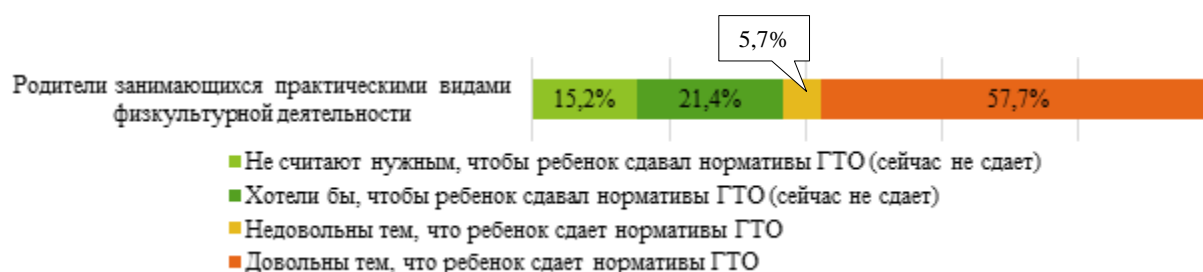 5,7%
Родители занимающихся практическими видами
физкультурной деятельности
15,2% 21,4% 57,7%
Не считают нужным, чтобы ребенок сдавал нормативы ГТО (сейчас не сдает)
Хотели бы, чтобы ребенок сдавал нормативы ГТО (сейчас не сдает)
Недовольны тем, что ребенок сдает нормативы ГТО
Довольны тем, что ребенок сдает нормативы ГТО